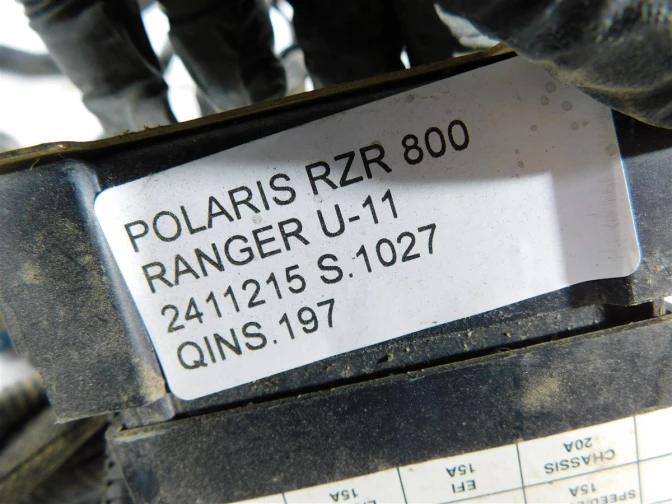 POLARIS RZR 800
RANGER U-11
2411215 S.1027
QINS.197
CHASSIS
20A
EFI
15A
15A
15A